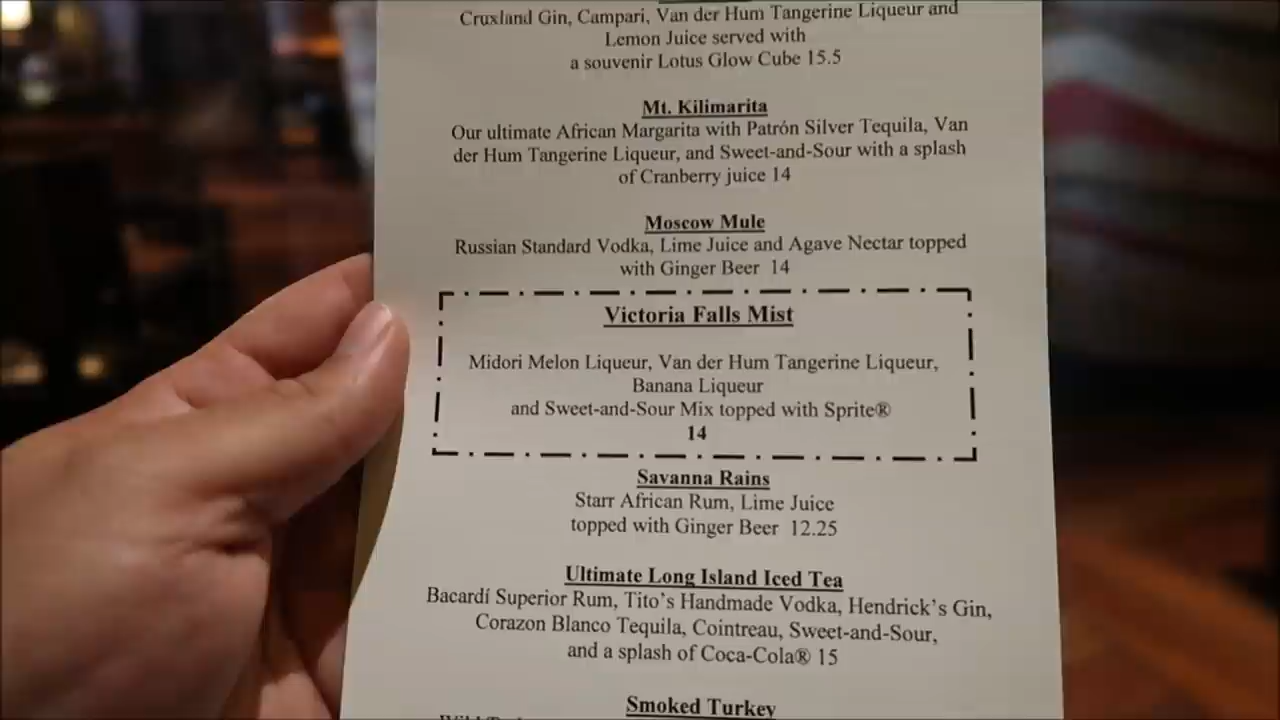 Cruxland Gin, Campari, Van der Hum Tangerine Liqueur and
Lemon Juice served with
a souvenir Lotus Glow Cube 15.5
Mt. Kilimarita
Our ultimate African Margarita with Patrón Silver Tequila, Van
der Hum Tangerine Liqueur, and Sweet-and-Sour with a splash
of Cranberry juice 14
Moscow Mule
Russian Standard Vodka, Lime Juice and Agave Nectar topped
with Ginger Beer 14
Victoria Falls Mist
Midori Melon Liqueur, Van der Hum Tangerine Liqueur,
Banana Liqueur
and Sweet-and-Sour Mix topped with Sprite®
14
Savanna Rains
Starr African Rum, Lime Juice
topped with Ginger Beer 12.25
Ultimate Long Island Iced Tea
Bacardí Superior Rum, Tito's Handmade Vodka, Hendrick's Gin,
Corazon Blanco Tequila, Cointreau, Sweet-and-Sour,
and a splash of Coca-Cola® 15
Smoked Turkey